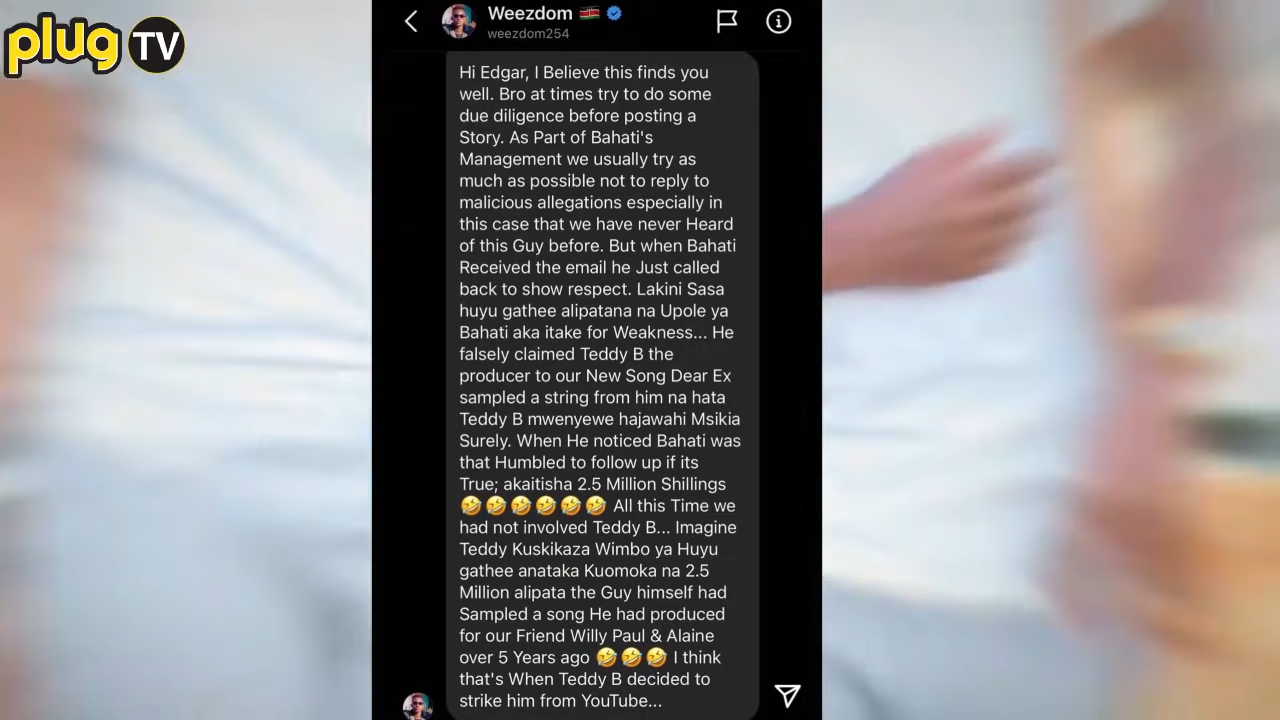 plug TV
Weezdom 🇰🇪
weezdom254
Hi Edgar, I Believe this finds you
well. Bro at times try to do some
due diligence before posting a
Story. As Part of Bahati's
Management we usually try as
much as possible not to reply to
malicious allegations especially in
this case that we have never Heard
of this Guy before. But when Bahati
Received the email he Just called
back to show respect. Lakini Sasa
huyu gathee alipatana na Upole ya
Bahati aka itake for Weakness... He
falsely claimed Teddy B the
producer to our New Song Dear Ex
sampled a string from him na hata
Teddy B mwenyewe hajawahi Msikia
Surely. When He noticed Bahati was
that Humbled to follow up if its
True; akaitisha 2.5 Million Shillings
🤣🤣🤣🤣🤣🤣 All this Time we
had not involved Teddy B... Imagine
Teddy Kuskikaza Wimbo ya Huyu
gathee anataka Kuomoka na 2.5
Million alipata the Guy himself had
Sampled a song He had produced
for our Friend Willy Paul & Alaine
over 5 Years ago 🤣🤣🤣 I think
that's When Teddy B decided to
strike him from YouTube...